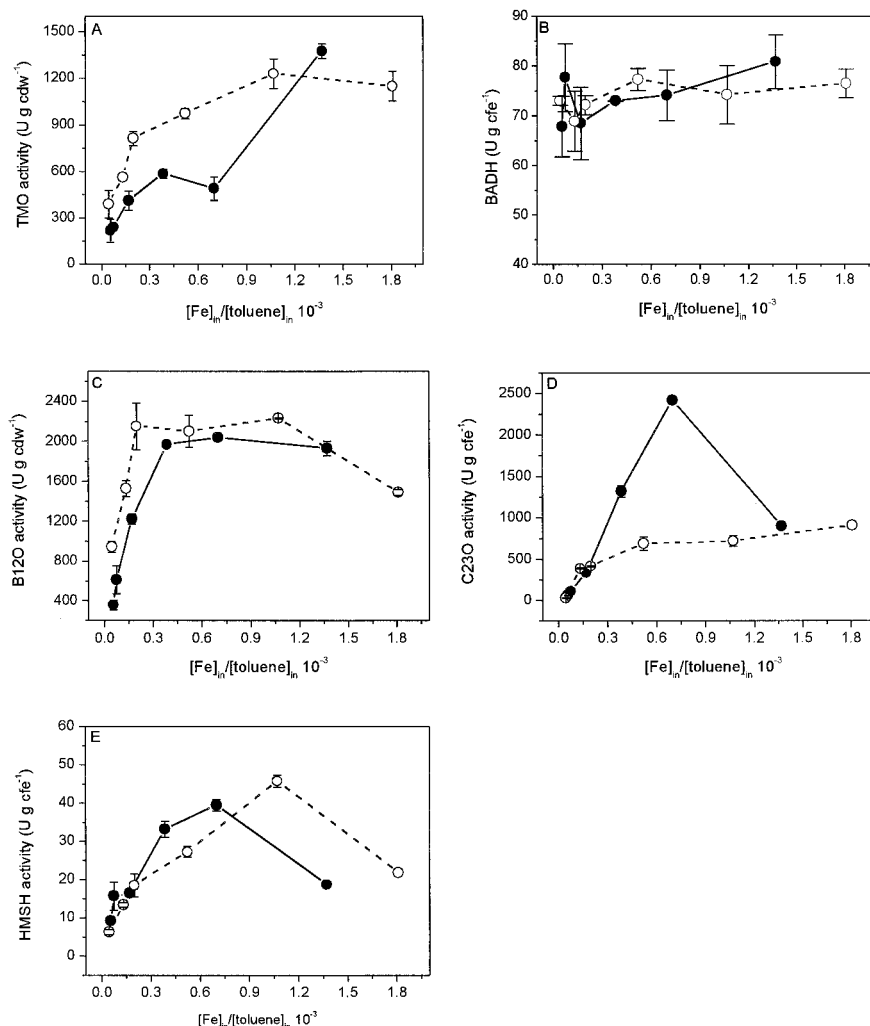 A
1500
1200
900
600
300
0
TMO activity (U g cdw⁻¹)
0.0 0.3 0.6 0.9 1.2 1.5 1.8
[Fe]in/[toluene]in 10⁻³
B
90
80
70
60
50
40
BADH (U g cfe⁻¹)
0.0 0.3 0.6 0.9 1.2 1.5 1.8
[Fe]in/[toluene]in 10⁻³
C
2400
2000
1600
1200
800
400
B12O activity (U g cdw⁻¹)
0.0 0.3 0.6 0.9 1.2 1.5 1.8
[Fe]in/[toluene]in 10⁻³
D
2500
2000
1500
1000
500
0
C23O activity (U g cfe⁻¹)
0.0 0.3 0.6 0.9 1.2 1.5 1.8
[Fe]in/[toluene]in 10⁻³
E
60
50
40
30
20
10
0
HMSH activity (U g cfe⁻¹)
0.0 0.3 0.6 0.9 1.2 1.5 1.8
[Fe]in/[toluene]in 10⁻³